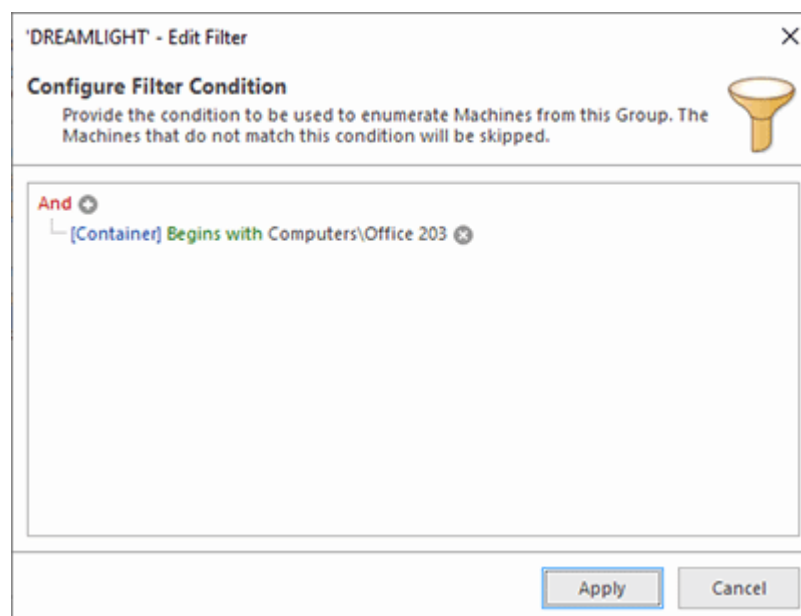 'DREAMLIGHT' - Edit Filter
Configure Filter Condition
Provide the condition to be used to enumerate Machines from this Group. The
Machines that do not match this condition will be skipped.
And
[Container] Begins with Computers\Office 203
Apply Cancel